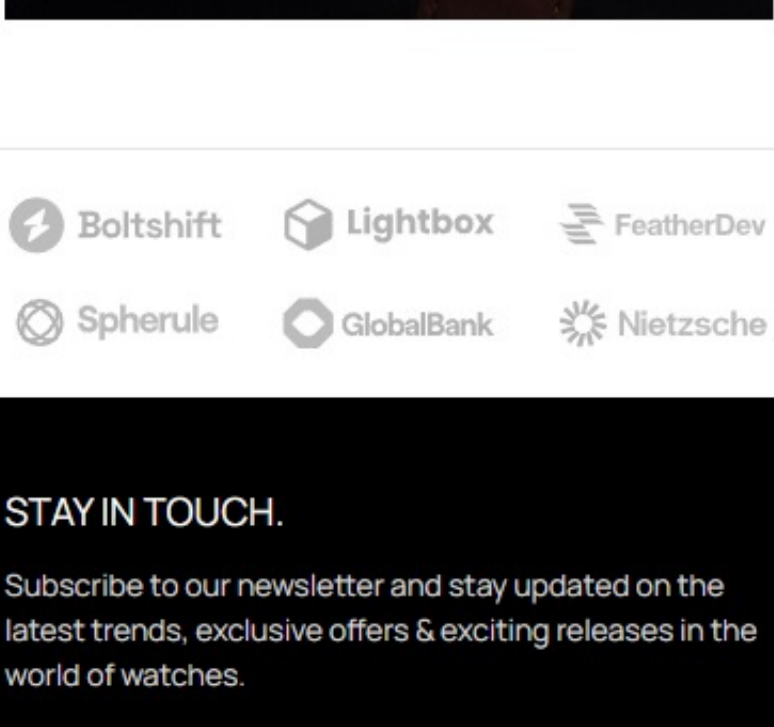 Boltshift Lightbox FeatherDev
Spherule GlobalBank Nietzsche
STAY IN TOUCH.
Subscribe to our newsletter and stay updated on the
latest trends, exclusive offers & exciting releases in the
world of watches.